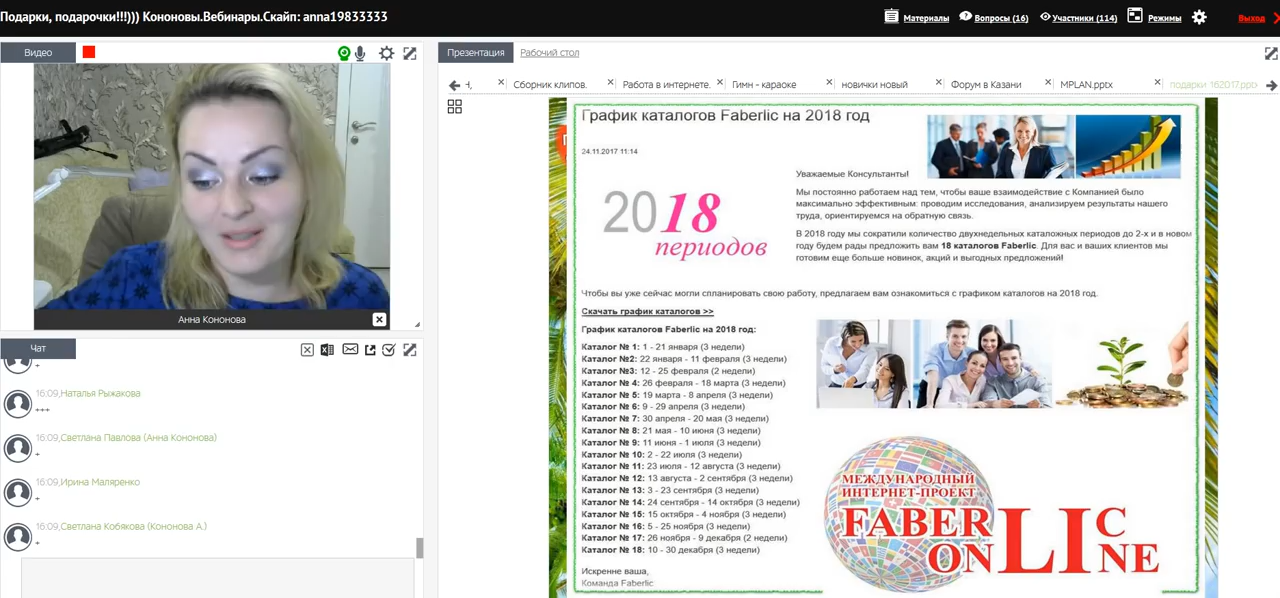 Подарки, подарочки!!!))) Кононовы.Вебинары.Скайп: anna19833333
Материалы
Вопросы (16)
Участники (114)
Режимы
Выход
Видео
Анна Кононова
Чат
+
16:09,Наталья Рыжакова
+++
16:09,Светлана Павлова (Анна Кононова)
+
16:09,Ирина Маляренко
+
16:09,Светлана Кобякова (Кононова А.)
+
Презентация
Рабочий стол
Сборник клипов.
Работа в интернете.
Гимн - караоке
новички новый
Форум в Казани
MPLAN.pptx
подарки 162017.pptx
График каталогов Faberlic на 2018 год
24.11.2017 11:14
2018
периодов
Уважаемые Консультанты!
Мы постоянно работаем над тем, чтобы ваше взаимодействие с Компанией было
максимально эффективным: проводим исследования, анализируем результаты нашего
труда, ориентируемся на обратную связь.
В 2018 году мы сократили количество двухнедельных каталожных периодов до 2-х и в новом
году будем рады предложить вам 18 каталогов Faberlic. Для вас и ваших клиентов мы
готовим еще больше новинок, акций и выгодных предложений!
Чтобы вы уже сейчас могли спланировать свою работу, предлагаем вам ознакомиться с графиком каталогов на 2018 год.
Скачать график каталогов >>
График каталогов Faberlic на 2018 год:
Каталог № 1: 1 - 21 января (3 недели)
Каталог №2: 22 января - 11 февраля (3 недели)
Каталог №3: 12 - 25 февраля (2 недели)
Каталог № 4: 26 февраля - 18 марта (3 недели)
Каталог № 5: 19 марта - 8 апреля (3 недели)
Каталог № 6: 9 - 29 апреля (3 недели)
Каталог № 7: 30 апреля - 20 мая (3 недели)
Каталог № 8: 21 мая - 10 июня (3 недели)
Каталог № 9: 11 июня - 1 июля (3 недели)
Каталог № 10: 2 - 22 июля (3 недели)
Каталог № 11: 23 июля - 12 августа (3 недели)
Каталог № 12: 13 августа - 2 сентября (3 недели)
Каталог № 13: 3 - 23 сентября (3 недели)
Каталог № 14: 24 сентября - 14 октября (3 недели)
Каталог № 15: 15 октября - 4 ноября (3 недели)
Каталог № 16: 5 - 25 ноября (3 недели)
Каталог № 17: 26 ноября - 9 декабря (2 недели)
Каталог № 18: 10 - 30 декабря (3 недели)
Искренне ваша,
Команда Faberlic
МЕЖДУНАРОДНЫЙ
ИНТЕРНЕТ-ПРОЕКТ
FABERLIC
ONLINE